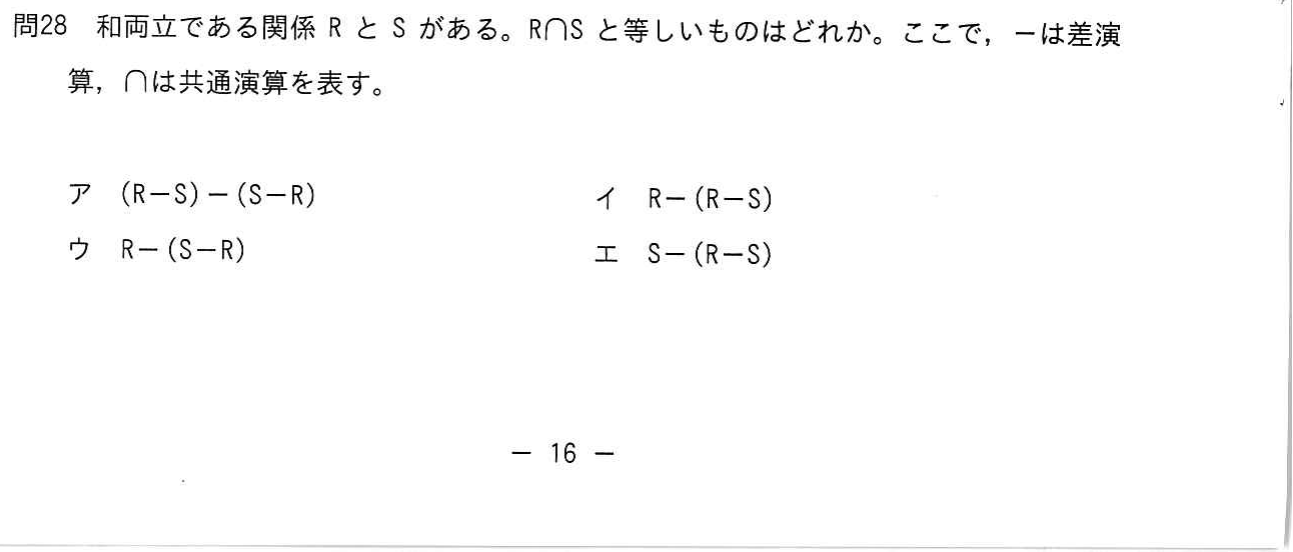 問28 和両立である関係 R と S がある。R∩S と等しいものはどれか。ここで，－は差演
算，∩は共通演算を表す。
ア (R－S)－(S－R) イ R－(R－S)
ウ R－(S－R) エ S－(R－S)
－ 16 －